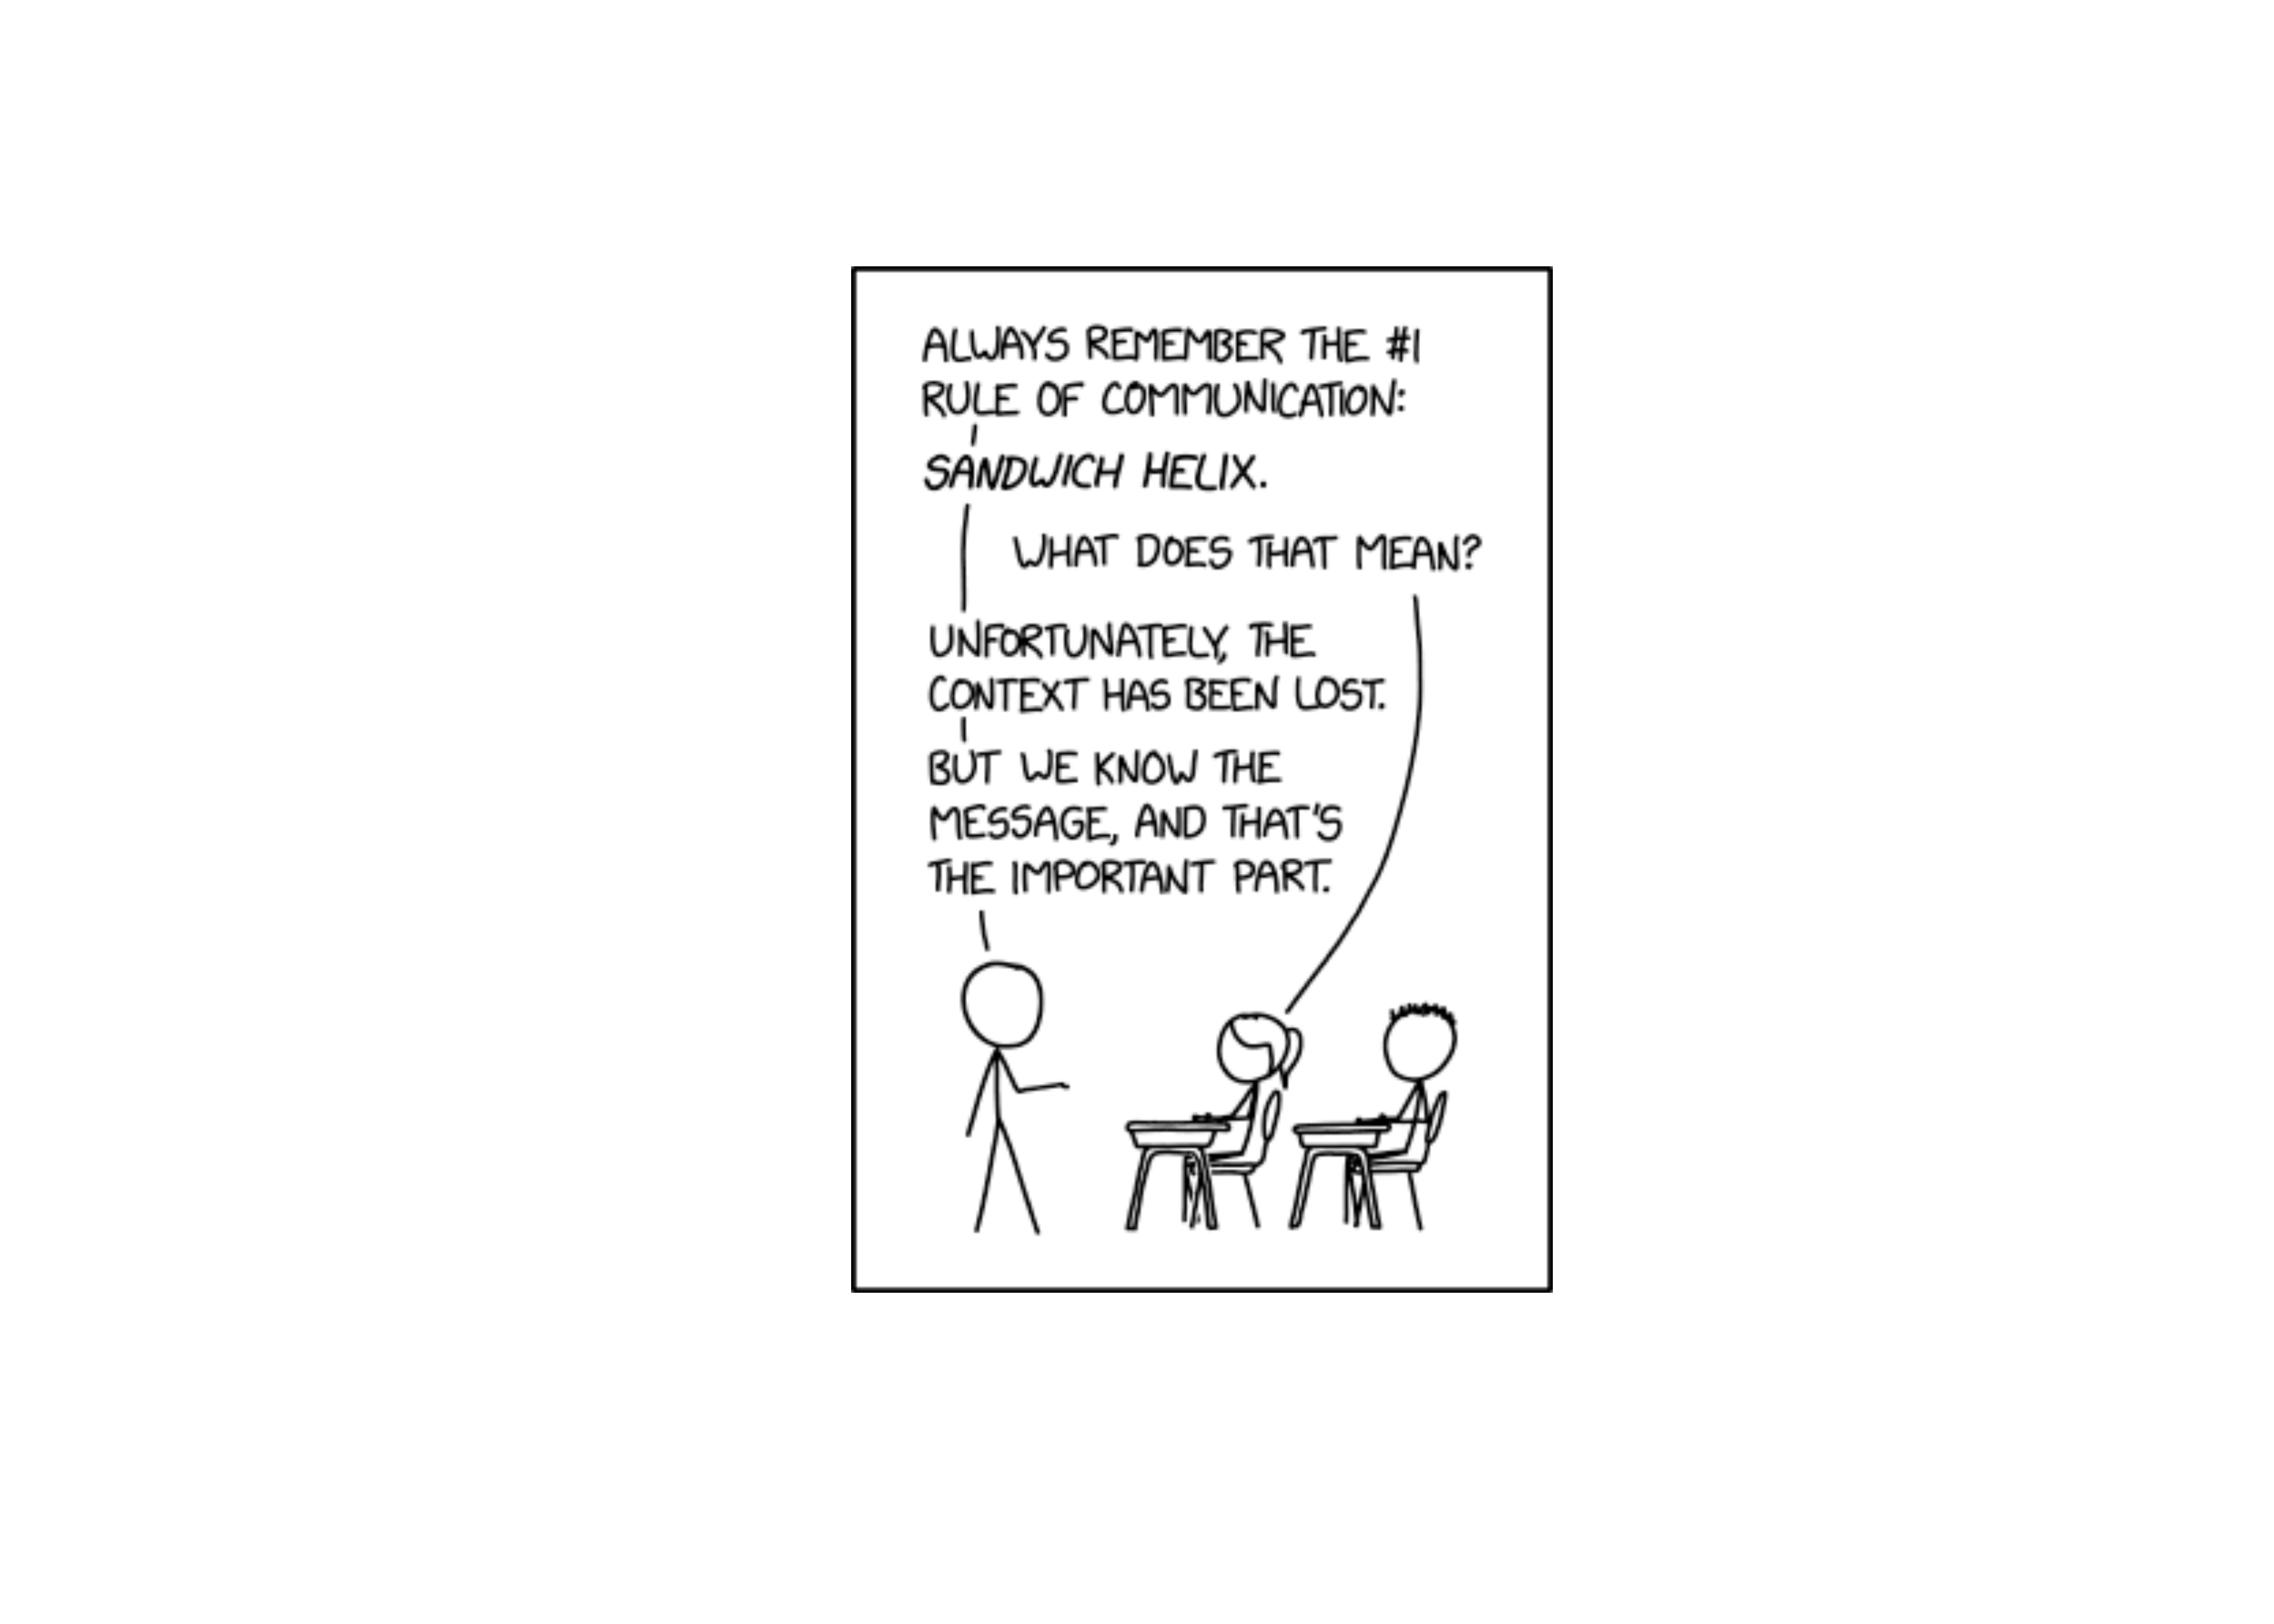 ALWAYS REMEMBER THE #1
RULE OF COMMUNICATION:
SANDWICH HELIX.
WHAT DOES THAT MEAN?
UNFORTUNATELY, THE
CONTEXT HAS BEEN LOST.
BUT WE KNOW THE
MESSAGE, AND THAT'S
THE IMPORTANT PART.